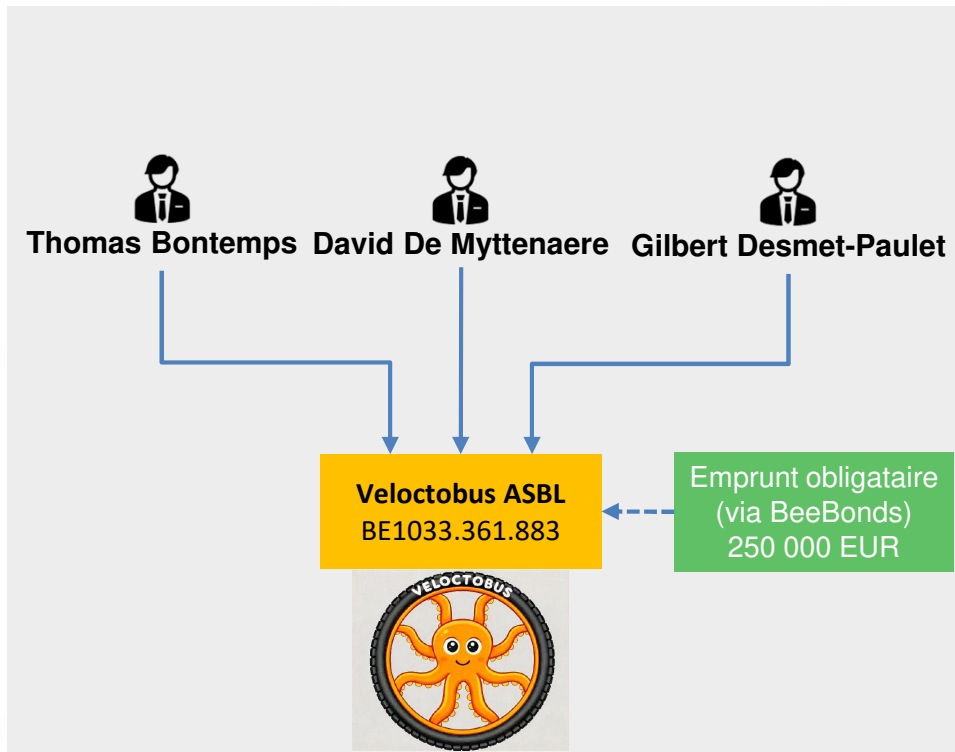 Thomas Bontemps
David De Myttenaere
Gilbert Desmet-Paulet
Veloctobus ASBL
BE1033.361.883
Emprunt obligataire
(via BeeBonds)
250 000 EUR
VELOCTOBUS